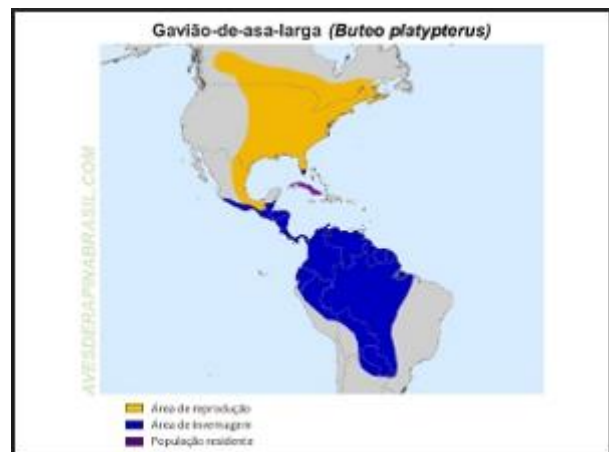 Gavião-de-asa-larga (Buteo platypterus)
AVESDERAPINABRASIL.COM
Área de reprodução
Área de Invernagem
População residente